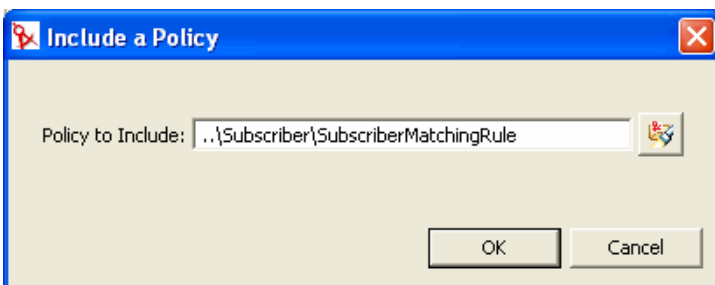 Include a Policy
Policy to Include: ..\Subscriber\SubscriberMatchingRule
OK Cancel